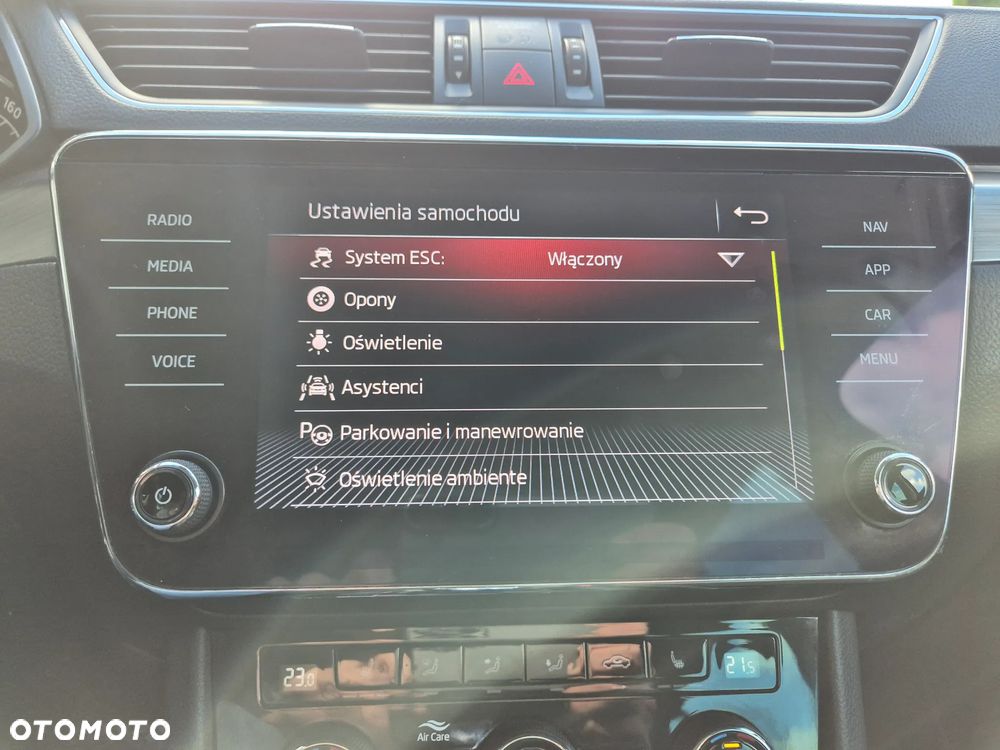 160
Ustawienia samochodu
RADIO
MEDIA
PHONE
VOICE
System ESC: Włączony
Opony
Oświetlenie
Asystenci
P Parkowanie i manewrowanie
Oświetlenie ambiente
NAV
APP
CAR
MENU
23.0
21.5
Air Care
OTOMOTO